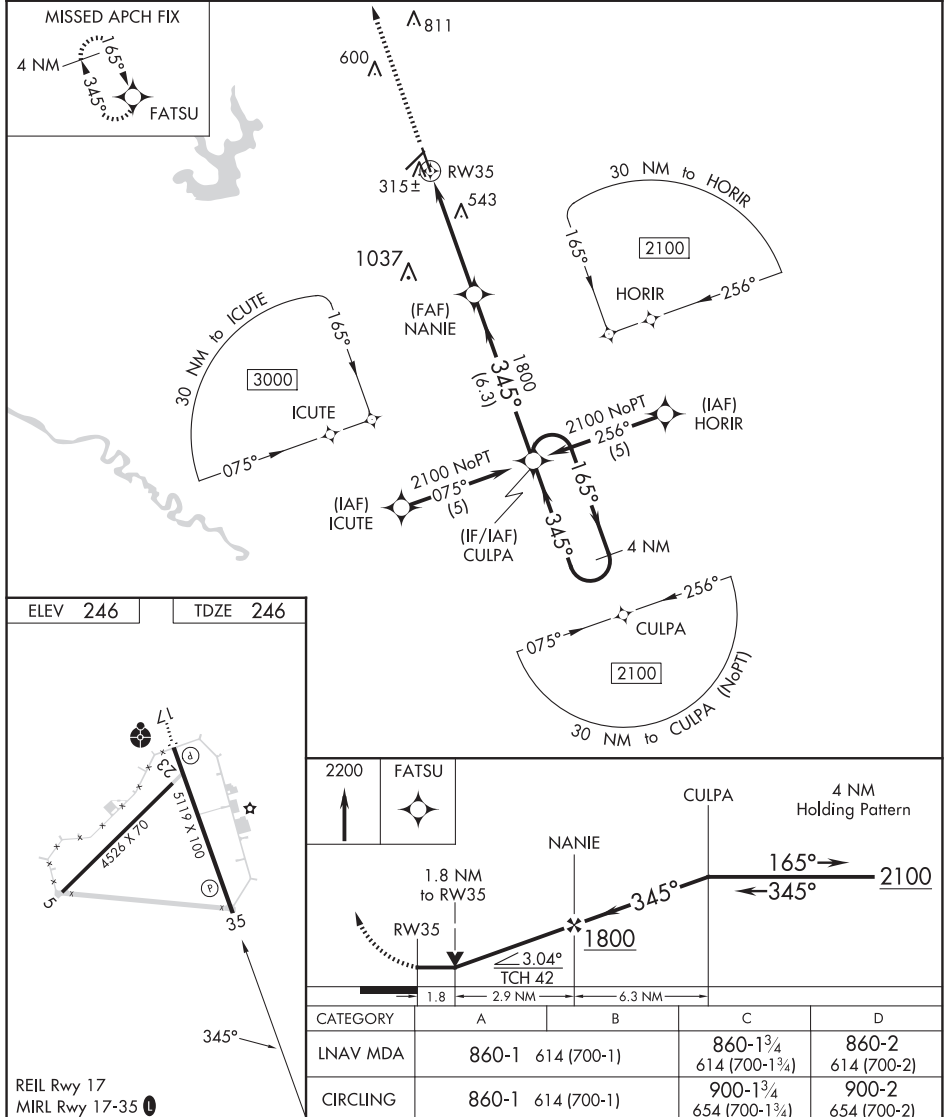 MISSED APCH FIX
4 NM
165°
345°
FATSU
811
600
315±
RW35
543
1037
(FAF)
NANIE
30 NM to HORIR
165°
2100
HORIR
256°
30 NM to ICUTE
165°
3000
ICUTE
075°
1800
345°
(6.3)
2100 NoPT
256°
(5)
(IAF)
HORIR
2100 NoPT
075°
(5)
(IAF)
ICUTE
(IF/IAF)
CULPA
165°
345°
4 NM
256°
075°
CULPA
2100
30 NM to CULPA (NoPT)
ELEV 246
TDZE 246
17
23
P
5119 X 100
4526 X 70
P
5
35
345°
REIL Rwy 17
MIRL Rwy 17-35 L
2200
FATSU
CULPA
4 NM
Holding Pattern
NANIE
165°
345°
2100
1.8 NM
to RW35
345°
RW35
1800
3.04°
TCH 42
1.8
2.9 NM
6.3 NM
CATEGORY A B C D
LNAV MDA 860-1 614 (700-1) 860-1¾ 614 (700-1¾) 860-2 614 (700-2)
CIRCLING 860-1 614 (700-1) 900-1¾ 654 (700-1¾) 900-2 654 (700-2)